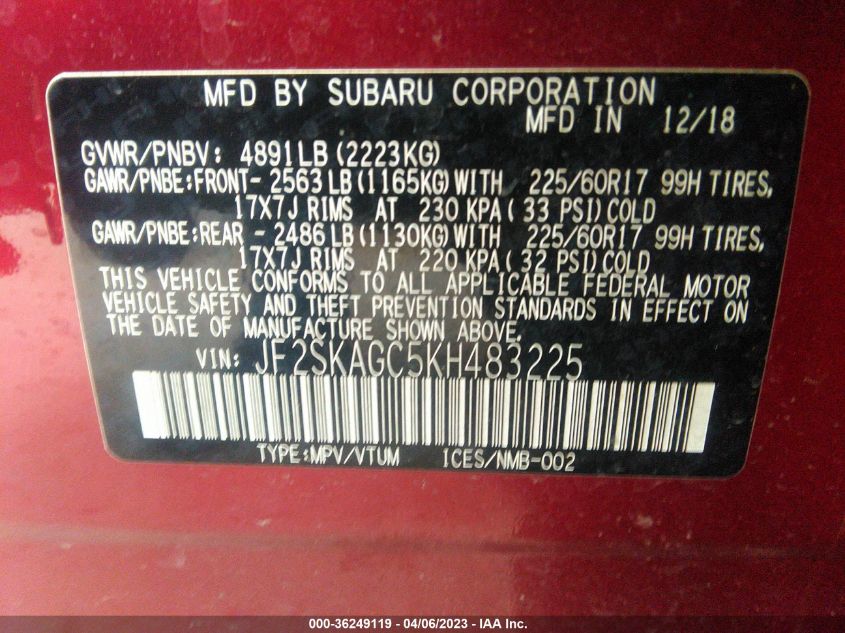 MFD BY SUBARU CORPORATION
MFD IN 12/18
GVWR/PNBV: 4891LB (2223KG)
GAWR/PNBE:FRONT- 2563 LB (1165KG) WITH 225/60R17 99H TIRES,
17X7J RIMS AT 230 KPA ( 33 PSI) COLD
GAWR/PNBE:REAR - 2486 LB (1130KG) WITH 225/60R17 99H TIRES,
17X7J RIMS AT 220 KPA ( 32 PSI) COLD
THIS VEHICLE CONFORMS TO ALL APPLICABLE FEDERAL MOTOR
VEHICLE SAFETY AND THEFT PREVENTION STANDARDS IN EFFECT ON
THE DATE OF MANUFACTURE SHOWN ABOVE.
VIN: JF2SKAGC5KH483225
TYPE:MPV/VTUM ICES/NMB-002
000-36249119 - 04/06/2023 - IAA Inc.